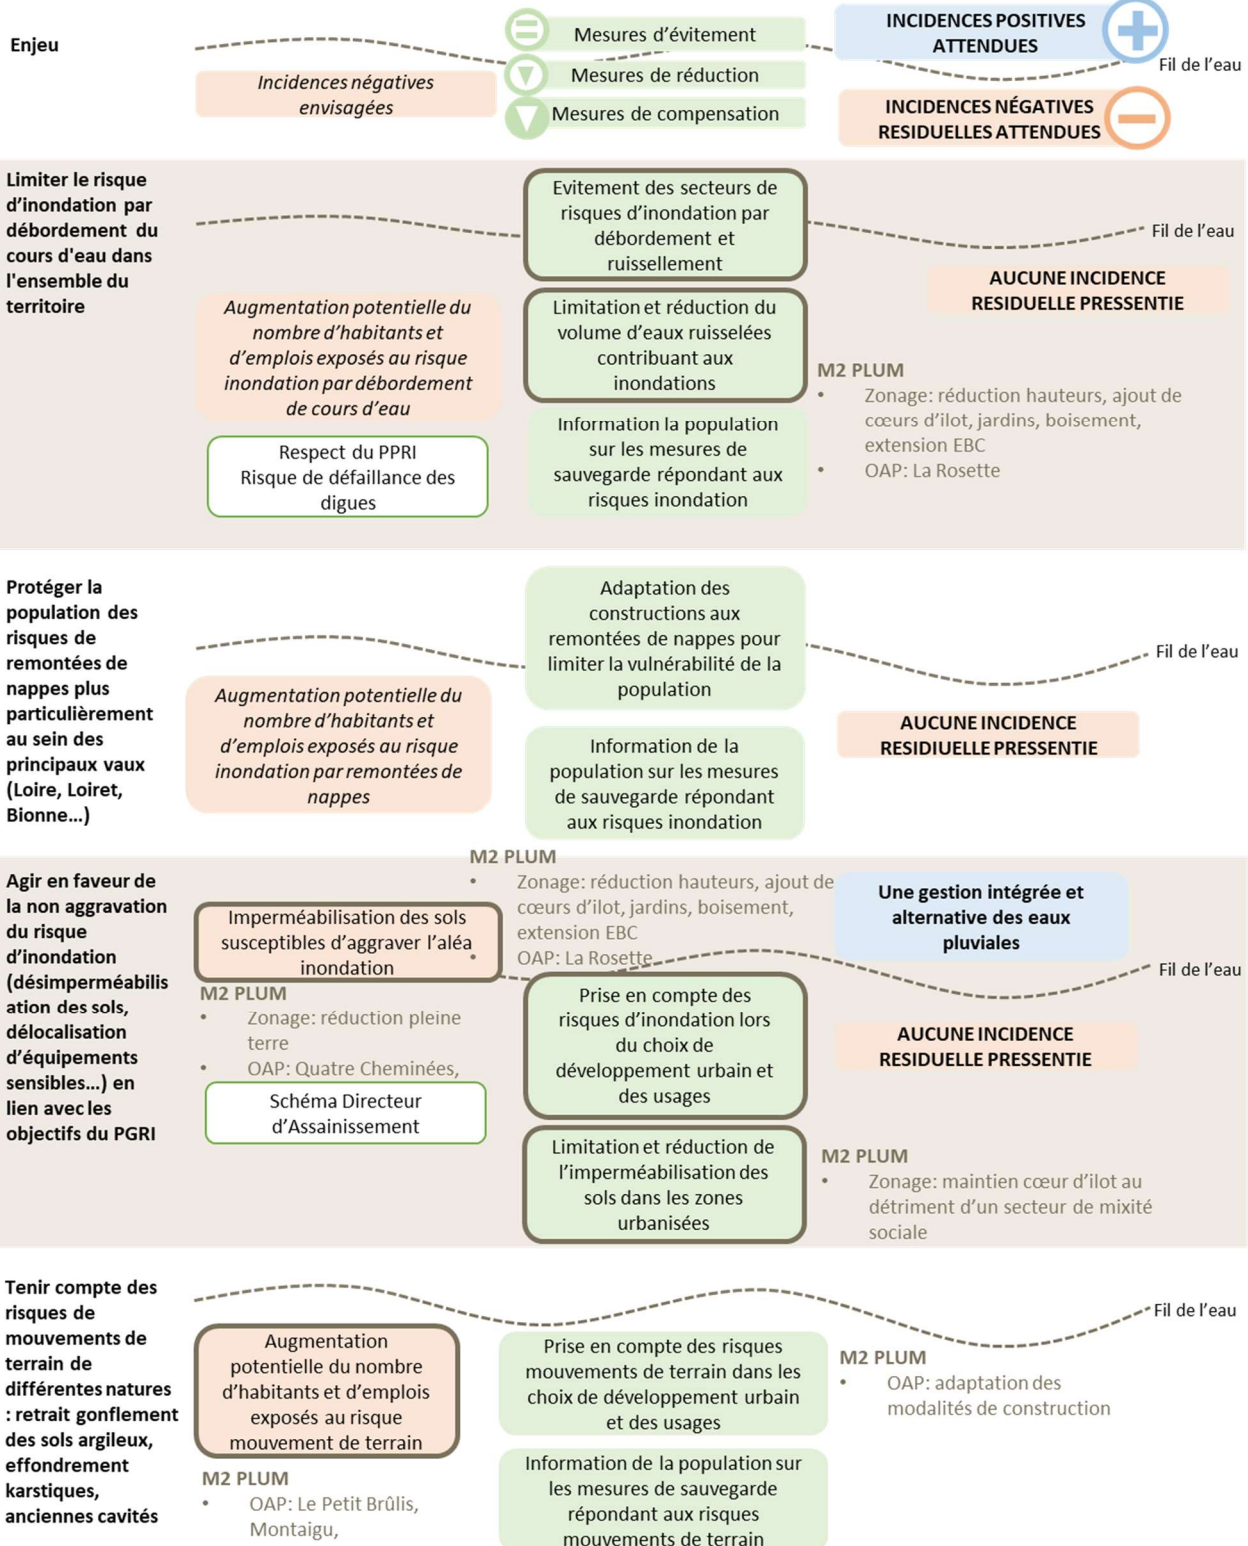 Enjeu
Incidences négatives
envisagées
Mesures d'évitement
Mesures de réduction
Mesures de compensation
INCIDENCES POSITIVES
ATTENDUES
Fil de l'eau
INCIDENCES NÉGATIVES
RESIDUELLES ATTENDUES
Limiter le risque
d'inondation par
débordement du
cours d'eau dans
l'ensemble du
territoire
Augmentation potentielle du
nombre d'habitants et
d'emplois exposés au risque
inondation par débordement
de cours d'eau
Respect du PPRI
Risque de défaillance des
digues
Evitement des secteurs de
risques d'inondation par
débordement et
ruissellement
Limitation et réduction du
volume d'eaux ruisselées
contribuant aux
inondations
Information la population
sur les mesures de
sauvegarde répondant aux
risques inondation
Fil de l'eau
AUCUNE INCIDENCE
RESIDUELLE PRESSENTIE
M2 PLUM
• Zonage: réduction hauteurs, ajout de
cœurs d'ilot, jardins, boisement,
extension EBC
• OAP: La Rosette
Protéger la
population des
risques de
remontées de
nappes plus
particulièrement
au sein des
principaux vaux
(Loire, Loiret,
Bionne…)
Augmentation potentielle du
nombre d'habitants et
d'emplois exposés au risque
inondation par remontées de
nappes
Adaptation des
constructions aux
remontées de nappes pour
limiter la vulnérabilité de la
population
Information de la
population sur les mesures
de sauvegarde répondant
aux risques inondation
Fil de l'eau
AUCUNE INCIDENCE
RESIDIUELLE PRESSENTIE
Agir en faveur de
la non aggravation
du risque
d'inondation
(désimperméabilis
ation des sols,
délocalisation
d'équipements
sensibles…) en
lien avec les
objectifs du PGRI
Imperméabilisation des sols
susceptibles d'aggraver l'aléa
inondation
M2 PLUM
• Zonage: réduction pleine
terre
• OAP: Quatre Cheminées,
Schéma Directeur
d'Assainissement
M2 PLUM
• Zonage: réduction hauteurs, ajout de
cœurs d'ilot, jardins, boisement,
extension EBC
• OAP: La Rosette
Prise en compte des
risques d'inondation lors
du choix de
développement urbain et
des usages
Limitation et réduction de
l'imperméabilisation des
sols dans les zones
urbanisées
Une gestion intégrée et
alternative des eaux
pluviales
Fil de l'eau
AUCUNE INCIDENCE
RESIDUELLE PRESSENTIE
M2 PLUM
• Zonage: maintien cœur d'ilot au
détriment d'un secteur de mixité
sociale
Tenir compte des
risques de
mouvements de
terrain de
différentes natures
: retrait gonflement
des sols argileux,
effondrement
karstiques,
anciennes cavités
Augmentation
potentielle du nombre
d'habitants et d'emplois
exposés au risque
mouvement de terrain
M2 PLUM
• OAP: Le Petit Brûlis,
Montaigu,
Prise en compte des risques
mouvements de terrain dans les
choix de développement urbain
et des usages
Information de la population sur
les mesures de sauvegarde
répondant aux risques
mouvements de terrain
Fil de l'eau
M2 PLUM
• OAP: adaptation des
modalités de construction